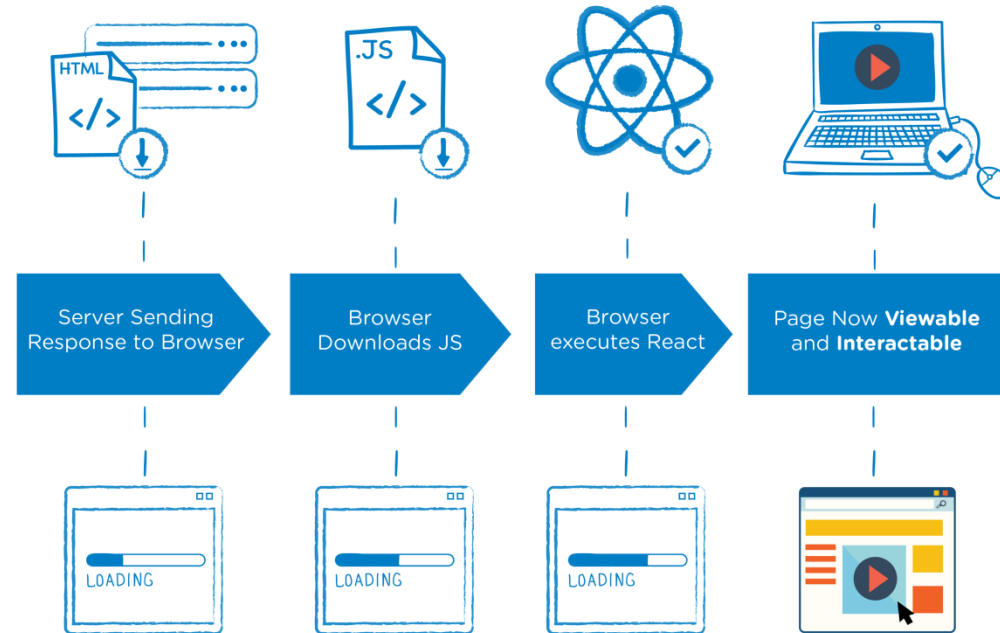 HTML
</>
.JS
</>
Server Sending
Response to Browser
Browser
Downloads JS
Browser
executes React
Page Now Viewable
and Interactable
LOADING
LOADING
LOADING